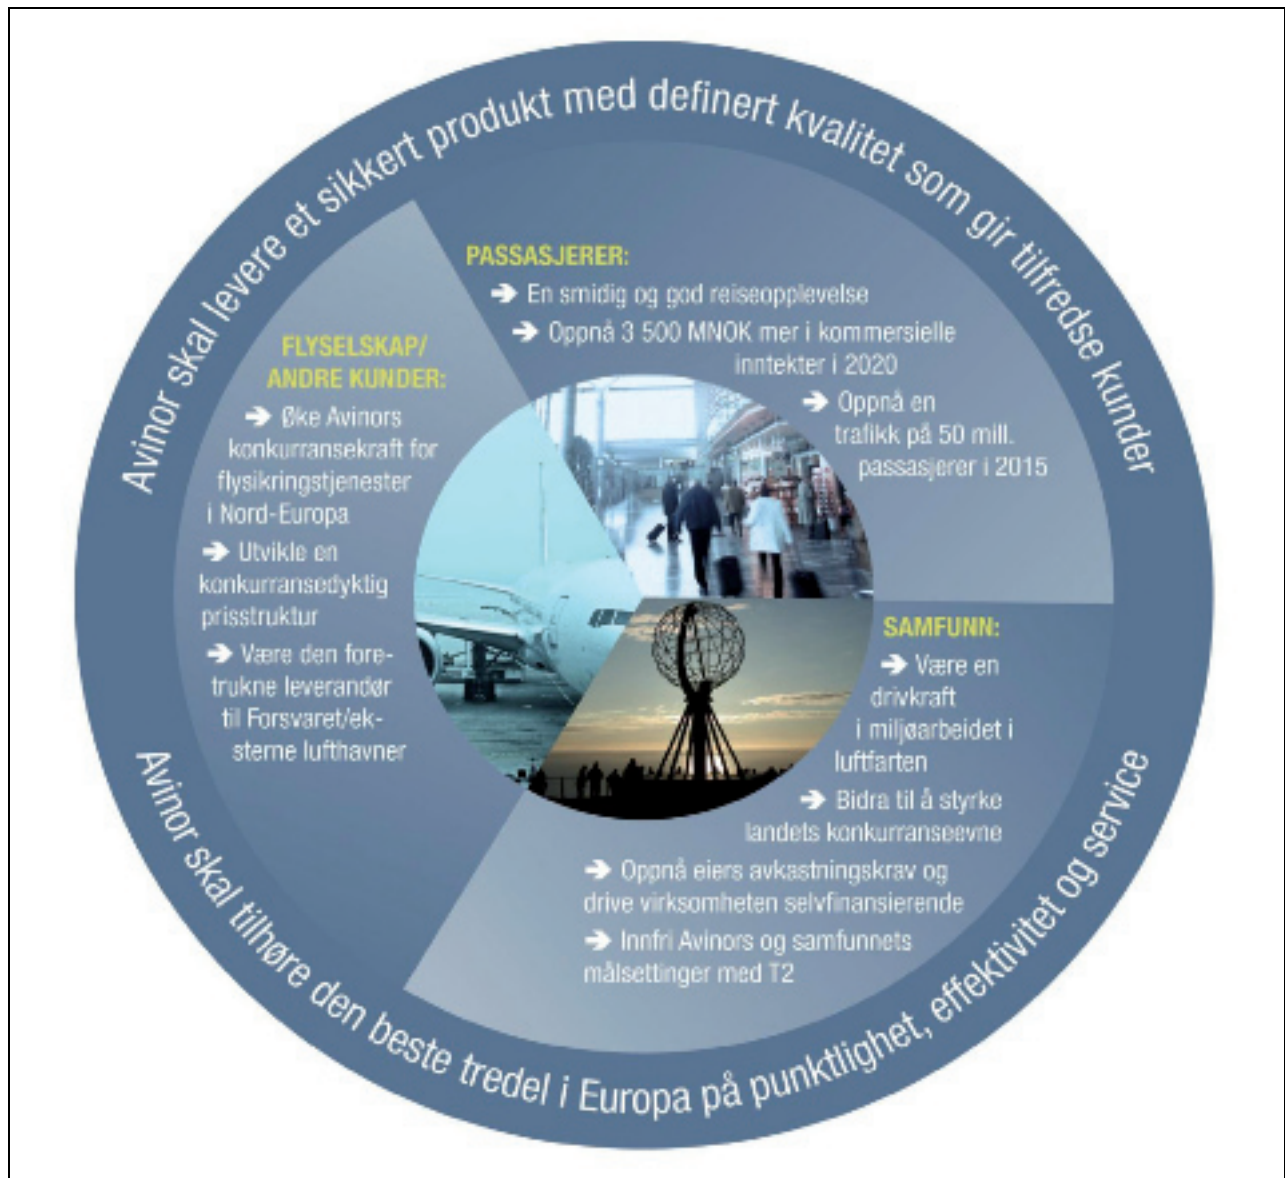 Avinor skal levere et sikkert produkt med definert kvalitet som gir tilfredse kunder
PASSASJERER:
➔ En smidig og god reiseopplevelse
➔ Oppnå 3 500 MNOK mer i kommersielle
inntekter i 2020
➔ Oppnå en
trafikk på 50 mill.
passasjerer i 2015
FLYSELSKAP/
ANDRE KUNDER:
➔ Øke Avinors
konkurransekraft for
flysikringstjenester
i Nord-Europa
➔ Utvikle en
konkurransedyktig
prisstruktur
➔ Være den fore-
trukne leverandør
til Forsvaret/ek-
sterne lufthavner
SAMFUNN:
➔ Være en
drivkraft
i miljøarbeidet i
luftfarten
➔ Bidra til å styrke
landets konkurranseevne
➔ Oppnå eiers avkastningskrav og
drive virksomheten selvfinansierende
➔ Innfri Avinors og samfunnets
målsettinger med T2
Avinor skal tilhøre den beste tredel i Europa på punktlighet, effektivitet og service